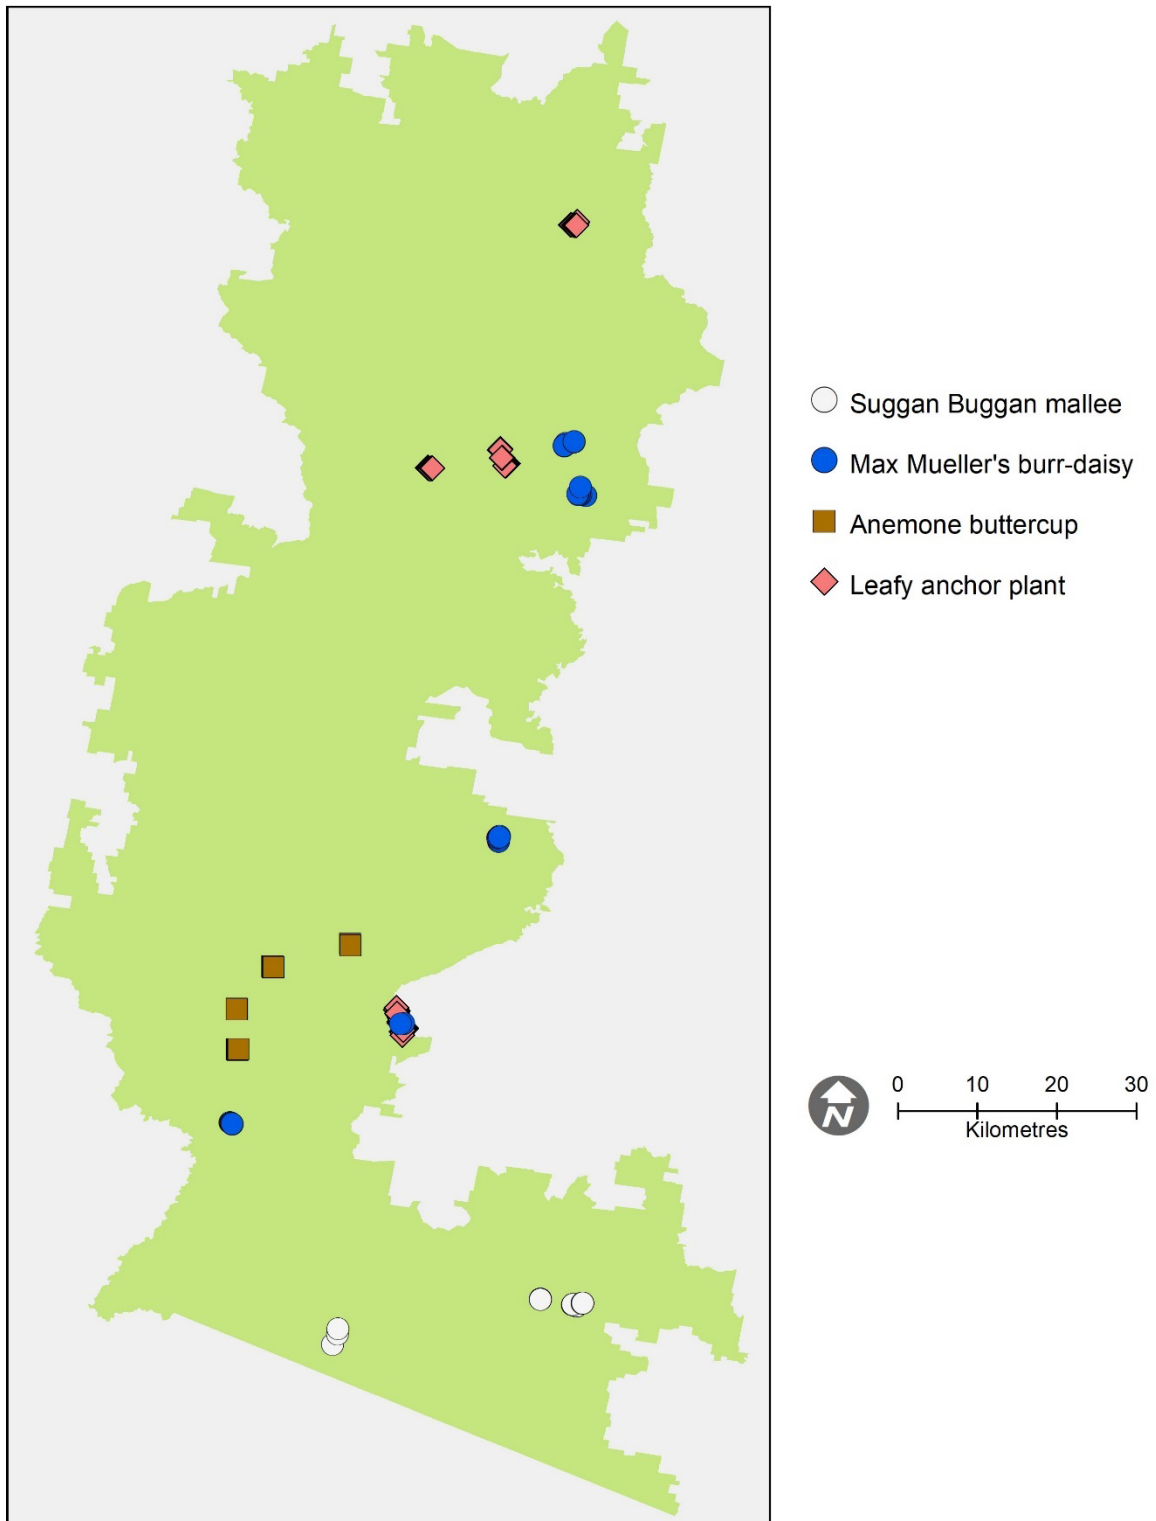 Suggan Buggan mallee
Max Mueller's burr-daisy
Anemone buttercup
Leafy anchor plant
N
0 10 20 30
Kilometres